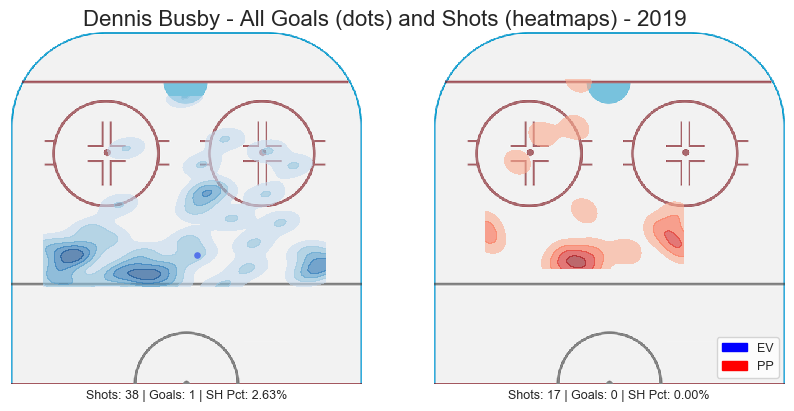 Dennis Busby - All Goals (dots) and Shots (heatmaps) - 2019
EV
PP
Shots: 38 | Goals: 1 | SH Pct: 2.63%
Shots: 17 | Goals: 0 | SH Pct: 0.00%